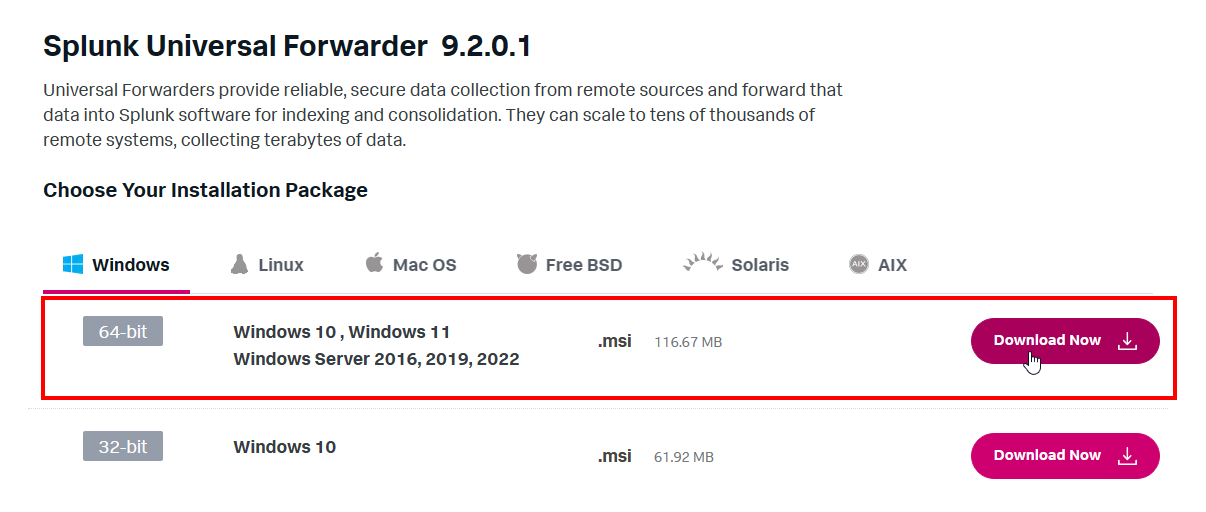 Splunk Universal Forwarder 9.2.0.1
Universal Forwarders provide reliable, secure data collection from remote sources and forward that
data into Splunk software for indexing and consolidation. They can scale to tens of thousands of
remote systems, collecting terabytes of data.
Choose Your Installation Package
Windows Linux Mac OS Free BSD Solaris AIX AIX
64-bit Windows 10 , Windows 11 .msi 116.67 MB Download Now
Windows Server 2016, 2019, 2022
32-bit Windows 10 .msi 61.92 MB Download Now